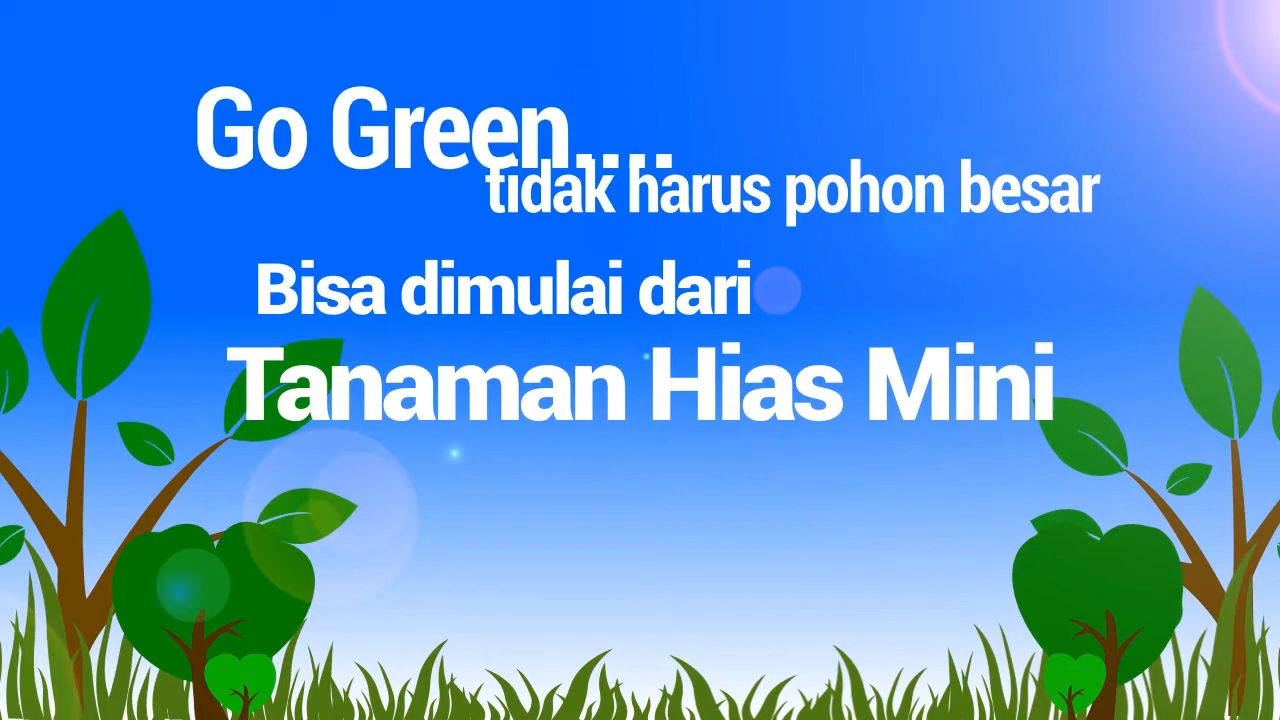 Go Green....
tidak harus pohon besar
Bisa dimulai dari
Tanaman Hias Mini